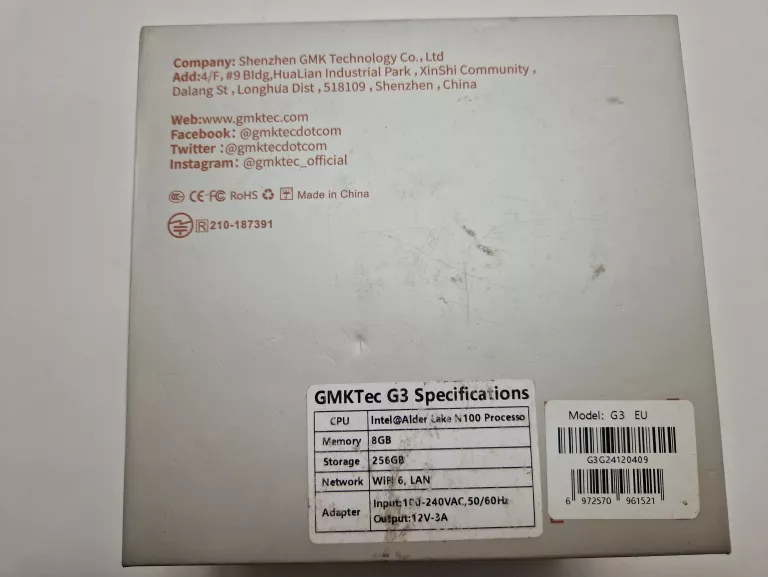 Company: Shenzhen GMK Technology Co., Ltd
Add:4/F, #9 Bldg,HuaLian Industrial Park , XinShi Community ,
Dalang St , Longhua Dist , 518109 , Shenzhen , China
Web:www.gmktec.com
Facebook: @gmktecdotcom
Twitter :@gmktecdotcom
Instagram: @gmktec_official
CCC CE FC RoHS Made in China
R 210-187391
GMKTec G3 Specifications
CPU Intel@Alder Lake N100 Processo
Memory 8GB
Storage 256GB
Network WiFi 6, LAN
Adapter Input:100-240VAC,50/60Hz
Output:12V-3A
Model: G3 EU
G3G24120409
6 972570 961521